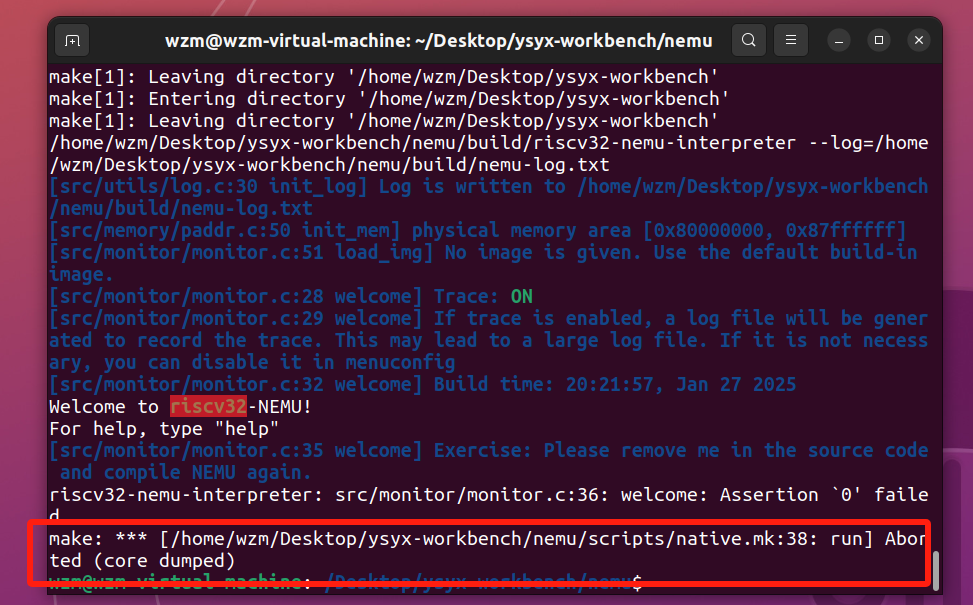 wzm@wzm-virtual-machine: ~/Desktop/ysyx-workbench/nemu
make[1]: Leaving directory '/home/wzm/Desktop/ysyx-workbench'
make[1]: Entering directory '/home/wzm/Desktop/ysyx-workbench'
make[1]: Leaving directory '/home/wzm/Desktop/ysyx-workbench'
/home/wzm/Desktop/ysyx-workbench/nemu/build/riscv32-nemu-interpreter --log=/home
/wzm/Desktop/ysyx-workbench/nemu/build/nemu-log.txt
[src/utils/log.c:30 init_log] Log is written to /home/wzm/Desktop/ysyx-workbench
/nemu/build/nemu-log.txt
[src/memory/paddr.c:50 init_mem] physical memory area [0x80000000, 0x87ffffff]
[src/monitor/monitor.c:51 load_img] No image is given. Use the default build-in
image.
[src/monitor/monitor.c:28 welcome] Trace: ON
[src/monitor/monitor.c:29 welcome] If trace is enabled, a log file will be gener
ated to record the trace. This may lead to a large log file. If it is not necess
ary, you can disable it in menuconfig
[src/monitor/monitor.c:32 welcome] Build time: 20:21:57, Jan 27 2025
Welcome to riscv32-NEMU!
For help, type "help"
[src/monitor/monitor.c:35 welcome] Exercise: Please remove me in the source code
 and compile NEMU again.
riscv32-nemu-interpreter: src/monitor/monitor.c:36: welcome: Assertion `0' faile
d.
make: *** [/home/wzm/Desktop/ysyx-workbench/nemu/scripts/native.mk:38: run] Abor
ted (core dumped)
wzm@wzm-virtual-machine:~/Desktop/ysyx-workbench/nemu$